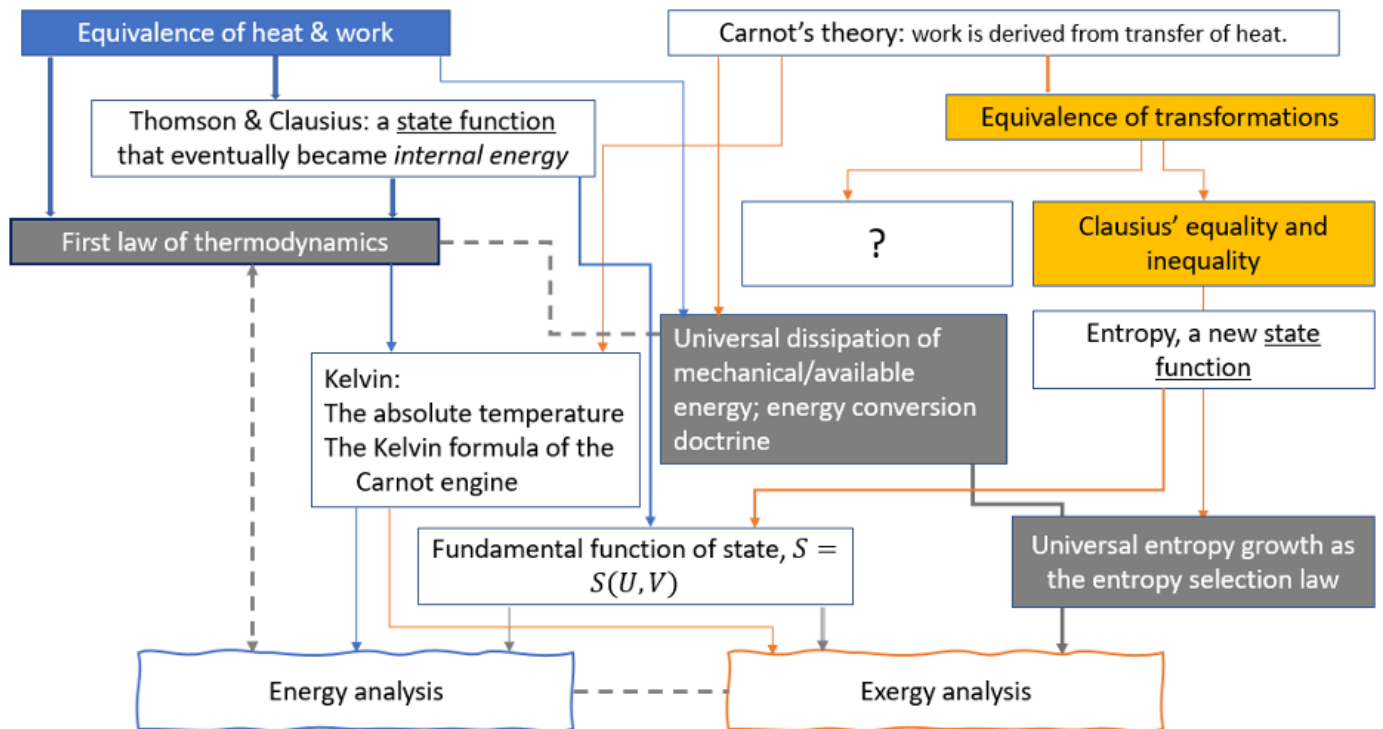 Equivalence of heat & work
Carnot's theory: work is derived from transfer of heat.
Thomson & Clausius: a state function
that eventually became internal energy
Equivalence of transformations
First law of thermodynamics
?
Clausius' equality and
inequality
Universal dissipation of
mechanical/available
energy; energy conversion
doctrine
Entropy, a new state
function
Kelvin:
The absolute temperature
The Kelvin formula of the
Carnot engine
Fundamental function of state, S =
S(U, V)
Universal entropy growth as
the entropy selection law
Energy analysis
Exergy analysis